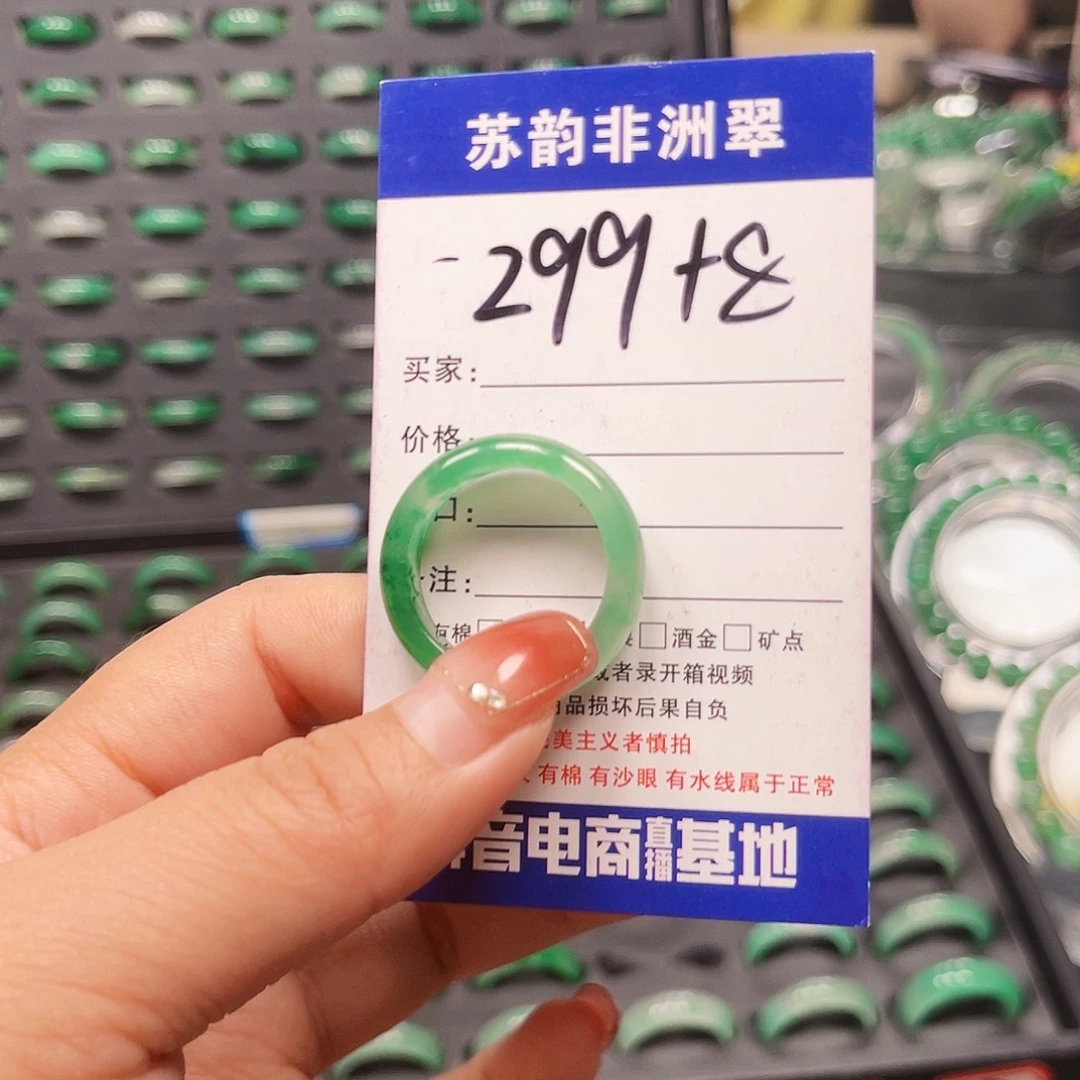 苏韵非洲翠
-299+8
买家:
价格
口:
注:
有棉 酒金 矿点
或者录开箱视频
品损坏后果自负
美主义者慎拍
有棉 有沙眼 有水线属于正常
音电商直播基地